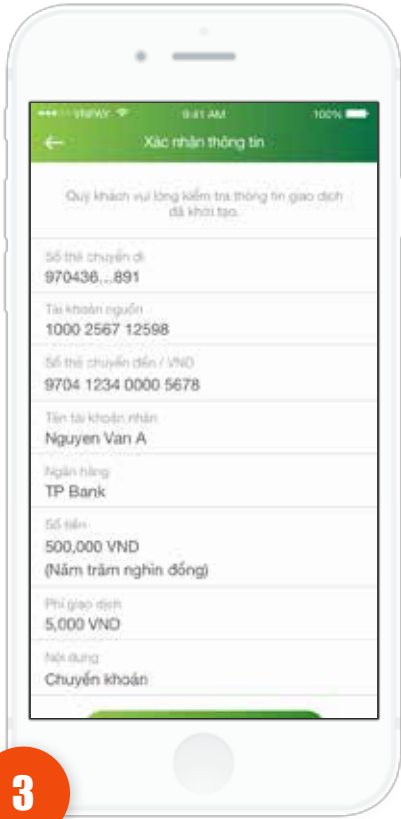 VNPAY 9:41 AM 100%
Xác nhận thông tin
Quý khách vui lòng kiểm tra thông tin giao dịch
đã khởi tạo.
Số thẻ chuyển đi
970436...891
Tài khoản nguồn
1000 2567 12598
Số thẻ chuyển đến / VND
9704 1234 0000 5678
Tên tài khoản nhận
Nguyen Van A
Ngân hàng
TP Bank
Số tiền
500,000 VND
(Năm trăm nghìn đồng)
Phí giao dịch
5,000 VND
Nội dung
Chuyển khoản
3